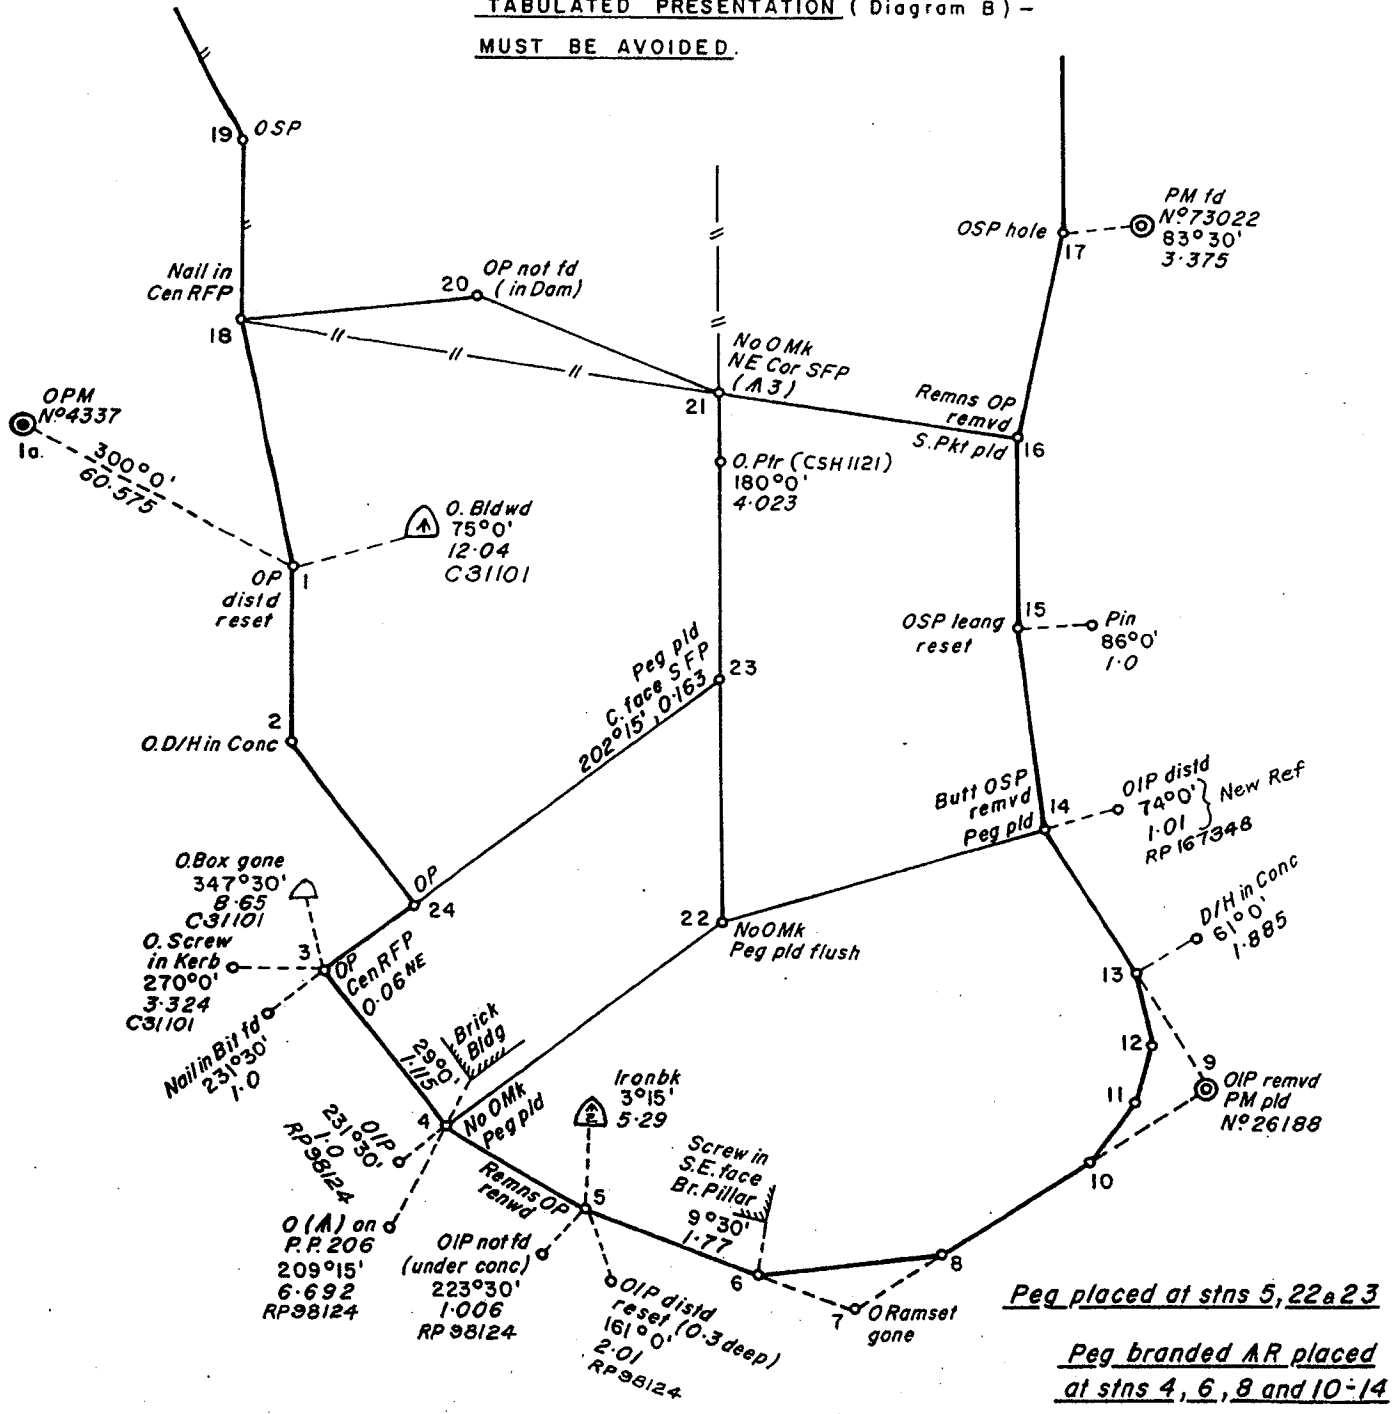 TABULATED PRESENTATION ( Diagram B ) –
MUST BE AVOIDED.
19 OSP
PM fd
Nº73022
83°30'
3·375
OSP hole
17
Nail in
Cen RFP
18
20
OP not fd
( in Dam)
No O Mk
NE Cor SFP
21
Remns OP
remvd
S. Pkt pld
16
OPM
Nº4337
1a.
300°0'
60·575
O. Ptr (CSH 1121)
180°0'
4·023
O. Bldwd
75°0'
12·04
C31101
1
OP
distd
reset
15
OSP leang
reset
Pin
86°0'
1·0
Peg pld
C. face SFP
202°15', 0·163
23
2
O.D/H in Conc
Butt OSP
remvd
Peg pld
14
OIP distd
74°0'
1·01
RP 167348
New Ref
O.Box gone
347°30'
8·65
C31101
OP
24
22
No O Mk
Peg pld flush
D/H in Conc
61°0'
1·885
13
O. Screw
in Kerb
270°0'
3·324
C31101
3
OP
Cen RFP
0·06 NE
Nail in Bit fd
231°30'
1·0
Brick
Bldg
29°0'
1·115
12
11
9
OIP remvd
PM pld
Nº 26188
10
4
No O Mk
Peg pld
Ironbk
3°15'
5·29
OIP
231°30'
1·0
RP98124
Remns OP
renwd
5
Screw in
S.E. face
Br. Pillar
9°30'
1·77
P.P. 206
209°15'
6·692
RP98124
OIP not fd
(under conc)
223°30'
1·006
RP 98124
OIP distd
reset (0·3 deep)
161°0'
2·01
RP98124
6
7
O Ramset
gone
8
Peg placed at stns 5, 22 & 23
Peg branded
placed
at stns 4, 6, 8 and 10-14